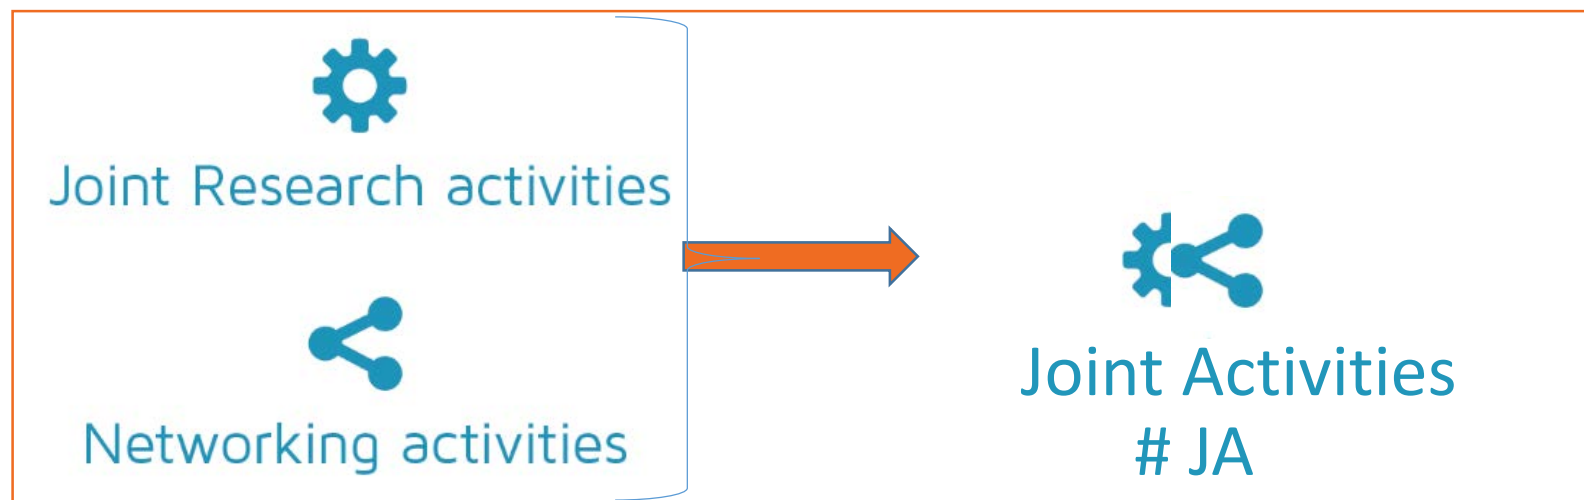 Joint Research activities
Networking activities
Joint Activities
# JA